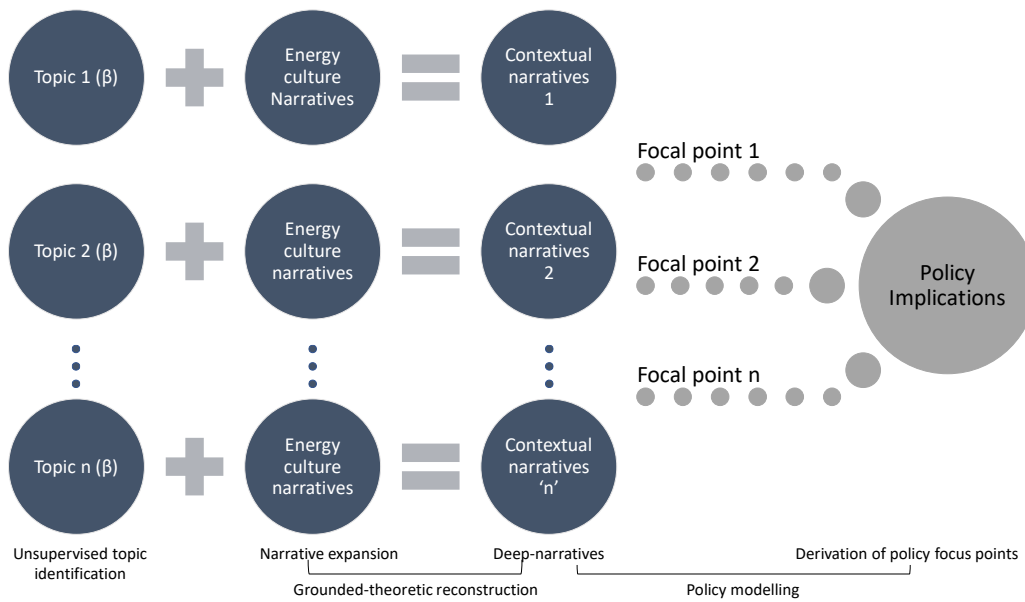 Topic 1 (β)
Energy
culture
Narratives
Contextual
narratives
1
Focal point 1
Topic 2 (β)
Energy
culture
narratives
Contextual
narratives
2
Focal point 2
Policy
Implications
Focal point n
Topic n (β)
Energy
culture
narratives
Contextual
narratives
‘n’
Unsupervised topic
identification
Narrative expansion
Deep-narratives
Derivation of policy focus points
Grounded-theoretic reconstruction
Policy modelling